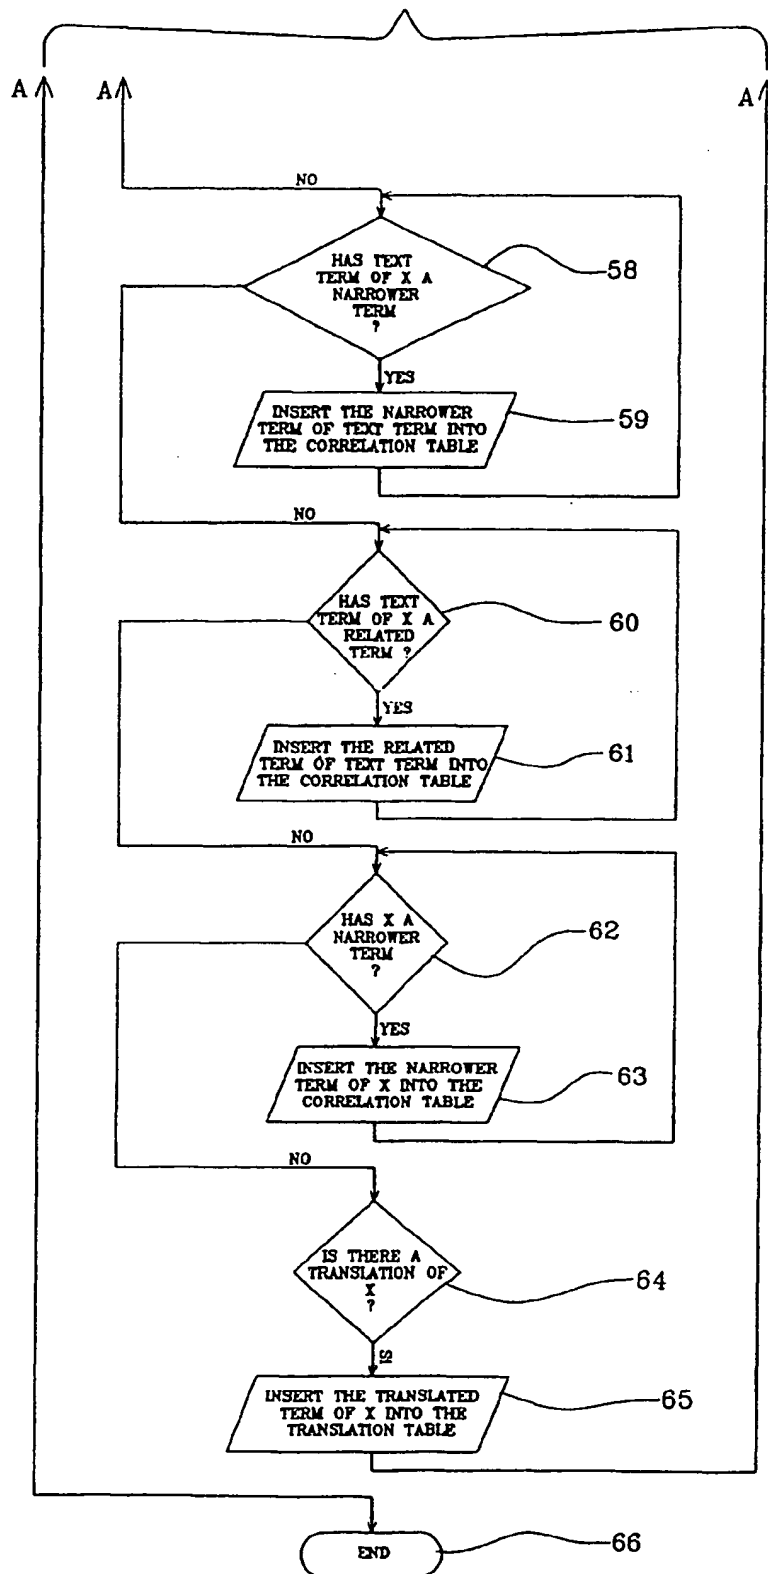 A
A
A
NO
HAS TEXT
TERM OF X A
NARROWER
TERM
?
58
YES
INSERT THE NARROWER
TERM OF TEXT TERM INTO
THE CORRELATION TABLE
59
NO
HAS TEXT
TERM OF X A
RELATED
TERM ?
60
YES
INSERT THE RELATED
TERM OF TEXT TERM INTO
THE CORRELATION TABLE
61
NO
HAS X A
NARROWER
TERM
?
62
YES
INSERT THE NARROWER
TERM OF X INTO THE
CORRELATION TABLE
63
NO
IS THERE A
TRANSLATION OF
X
?
64
SI
INSERT THE TRANSLATED
TERM OF X INTO THE
TRANSLATION TABLE
65
END
66